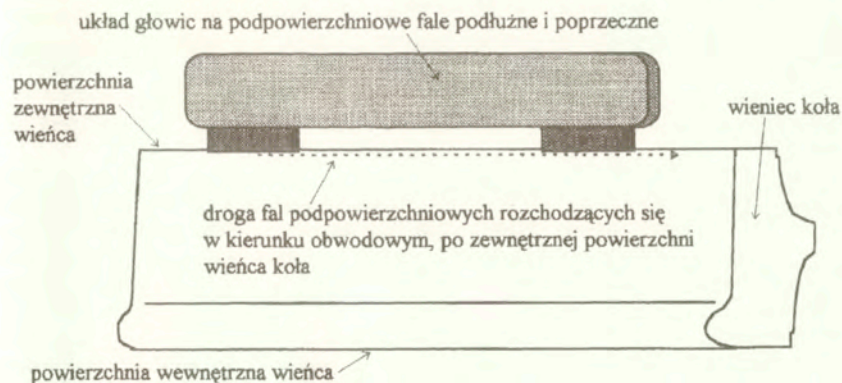 układ głowic na podpowierzchniowe fale podłużne i poprzeczne
powierzchnia
zewnętrzna
wieńca
wieniec koła
droga fal podpowierzchniowych rozchodzących się
w kierunku obwodowym, po zewnętrznej powierzchni
wieńca koła
powierzchnia wewnętrzna wieńca